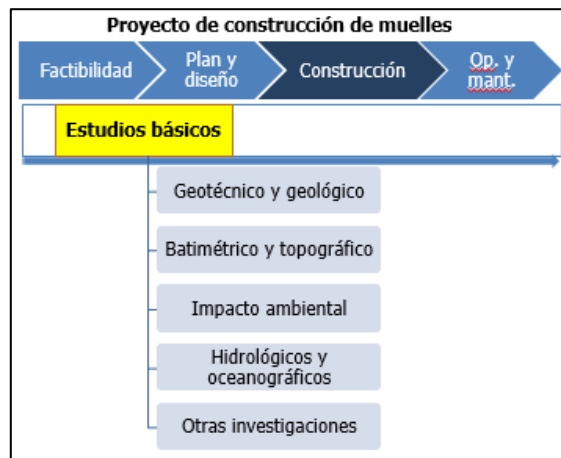 Proyecto de construcción de muelles
Factibilidad
Plan y
diseño
Construcción
Op. y
mant.
Estudios básicos
Geotécnico y geológico
Batimétrico y topográfico
Impacto ambiental
Hidrológicos y
oceanográficos
Otras investigaciones